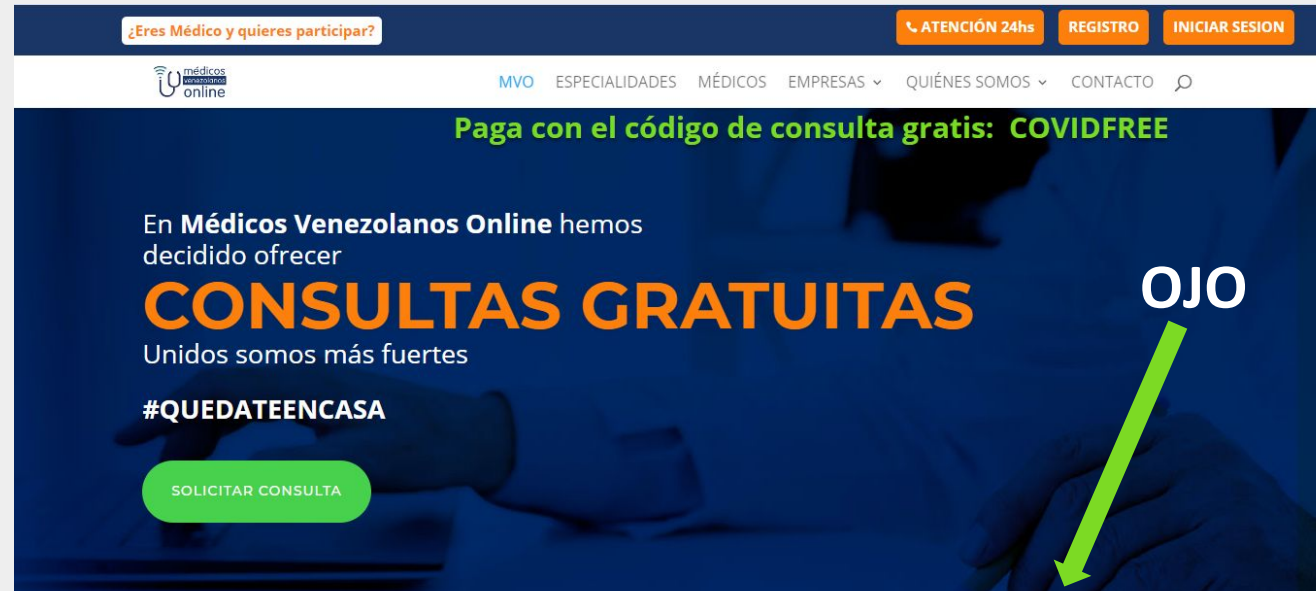 ¿Eres Médico y quieres participar?
ATENCIÓN 24hs
REGISTRO
INICIAR SESION
médicos
venezolanos
online
MVO ESPECIALIDADES MÉDICOS EMPRESAS QUIÉNES SOMOS CONTACTO
Paga con el código de consulta gratis: COVIDFREE
En Médicos Venezolanos Online hemos
decidido ofrecer
CONSULTAS GRATUITAS
Unidos somos más fuertes
#QUEDATEENCASA
SOLICITAR CONSULTA
OJO